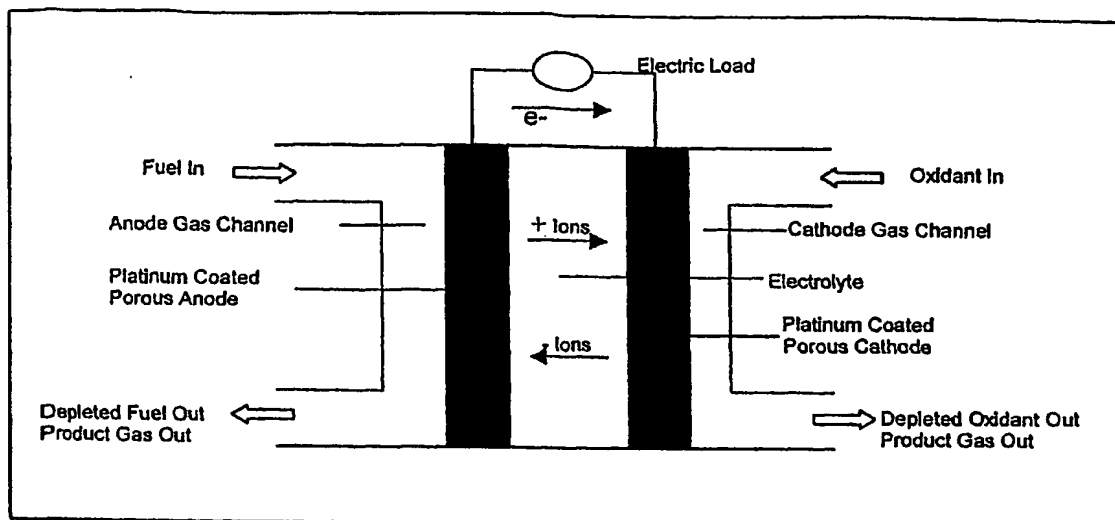 Electric Load
e-
Fuel In
Oxidant In
Anode Gas Channel
+ Ions
Cathode Gas Channel
Platinum Coated
Porous Anode
Electrolyte
- Ions
Platinum Coated
Porous Cathode
Depleted Fuel Out
Product Gas Out
Depleted Oxidant Out
Product Gas Out